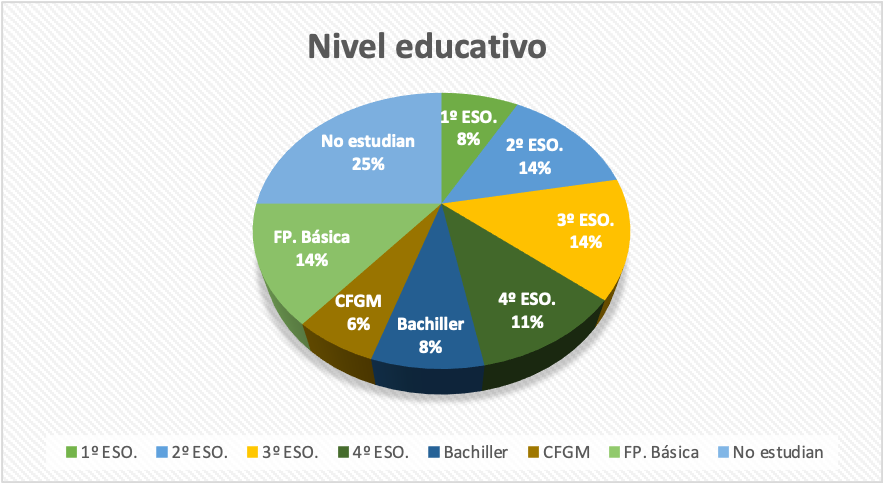 Nivel educativo
1º ESO.
8%
2º ESO.
14%
3º ESO.
14%
4º ESO.
11%
Bachiller
8%
CFGM
6%
FP. Básica
14%
No estudian
25%
1º ESO. 2º ESO. 3º ESO. 4º ESO. Bachiller CFGM FP. Básica No estudian